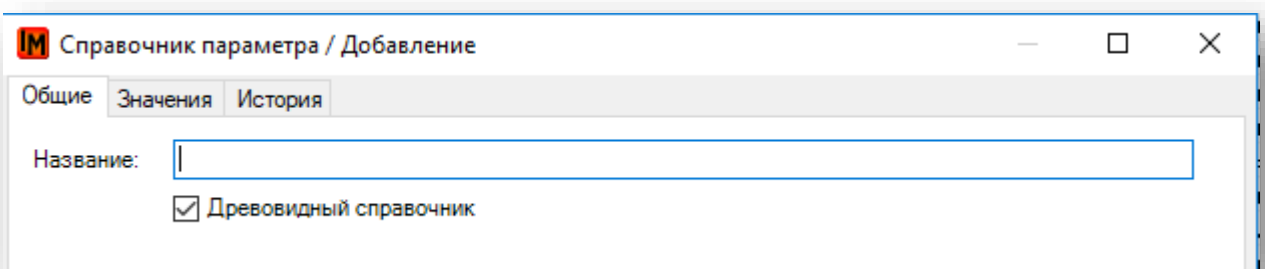 IM Справочник параметра / Добавление
Общие Значения История
Название:
Древовидный справочник